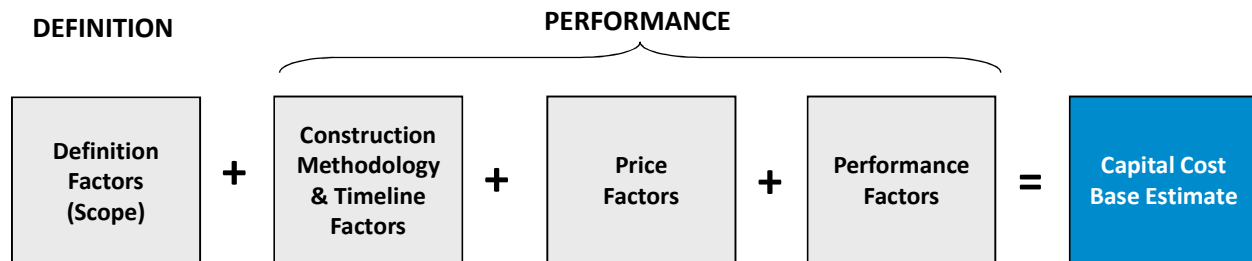 DEFINITION
PERFORMANCE
Definition
Factors
(Scope)
+
Construction
Methodology
& Timeline
Factors
+
Price
Factors
+
Performance
Factors
=
Capital Cost
Base Estimate